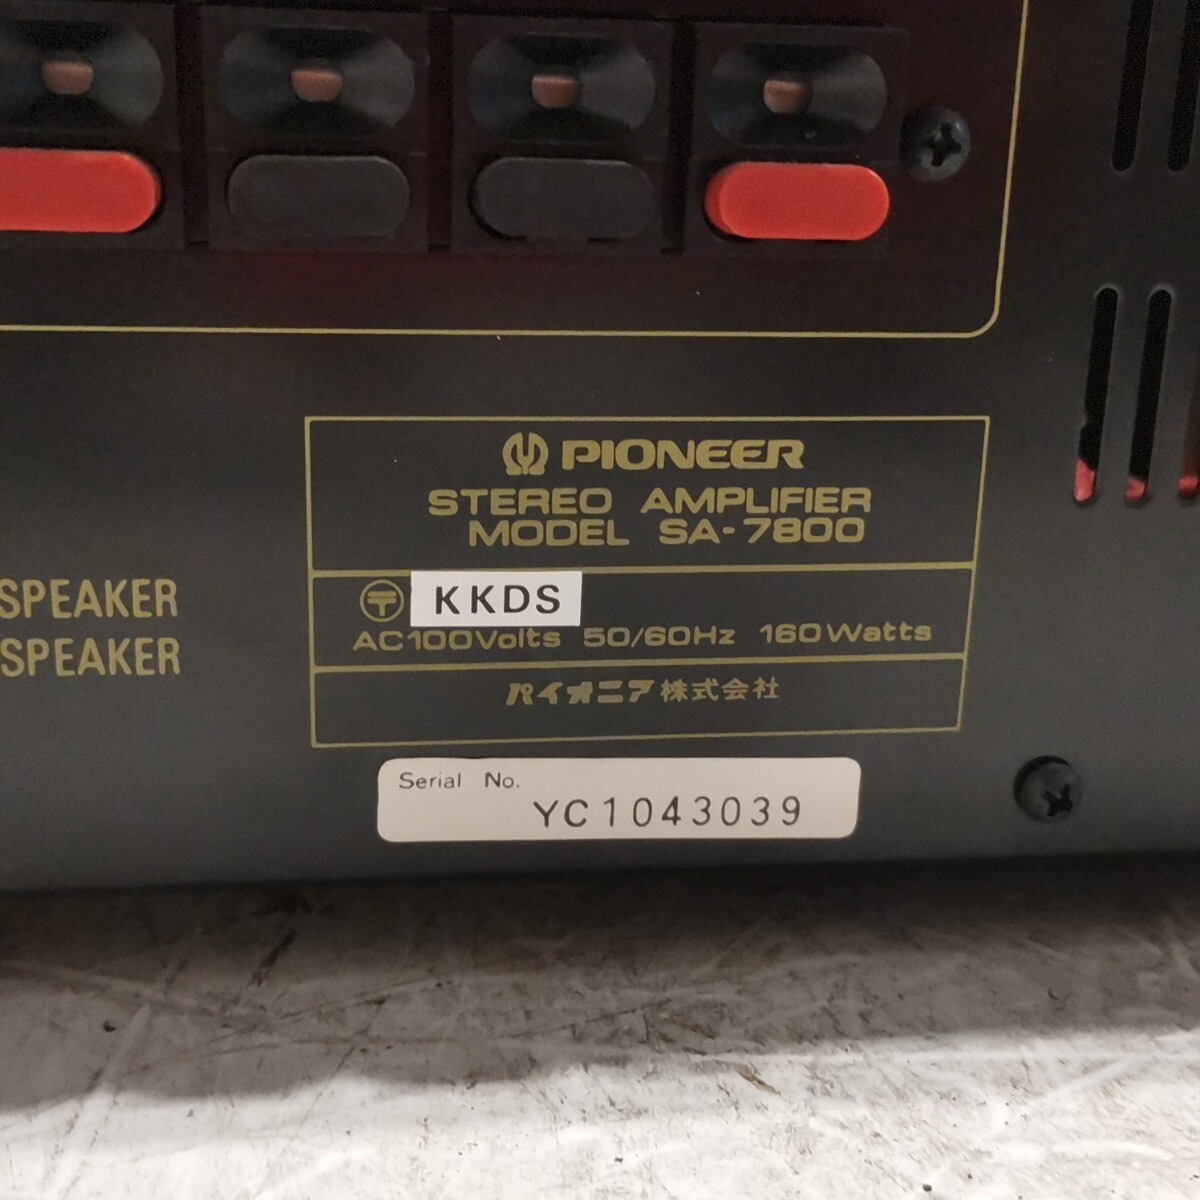 PIONEER
STEREO AMPLIFIER
MODEL SA-7800
〒 KKDS
AC100Volts 50/60Hz 160Watts
パイオニア株式会社
SPEAKER
SPEAKER
Serial No.
YC1043039